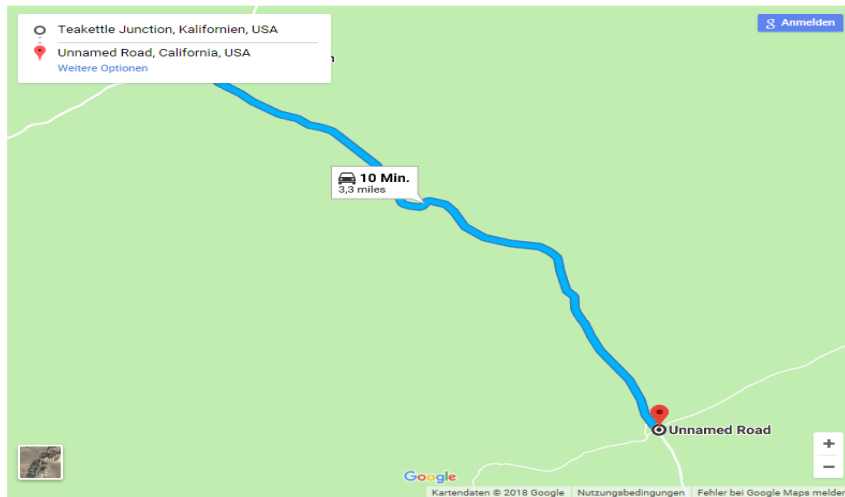 Teakettle Junction, Kalifornien, USA
Anmelden
Unnamed Road, California, USA
Weitere Optionen
10 Min.
3,3 miles
Unnamed Road
+
−
Google
Kartendaten © 2018 Google Nutzungsbedingungen Fehler bei Google Maps melden